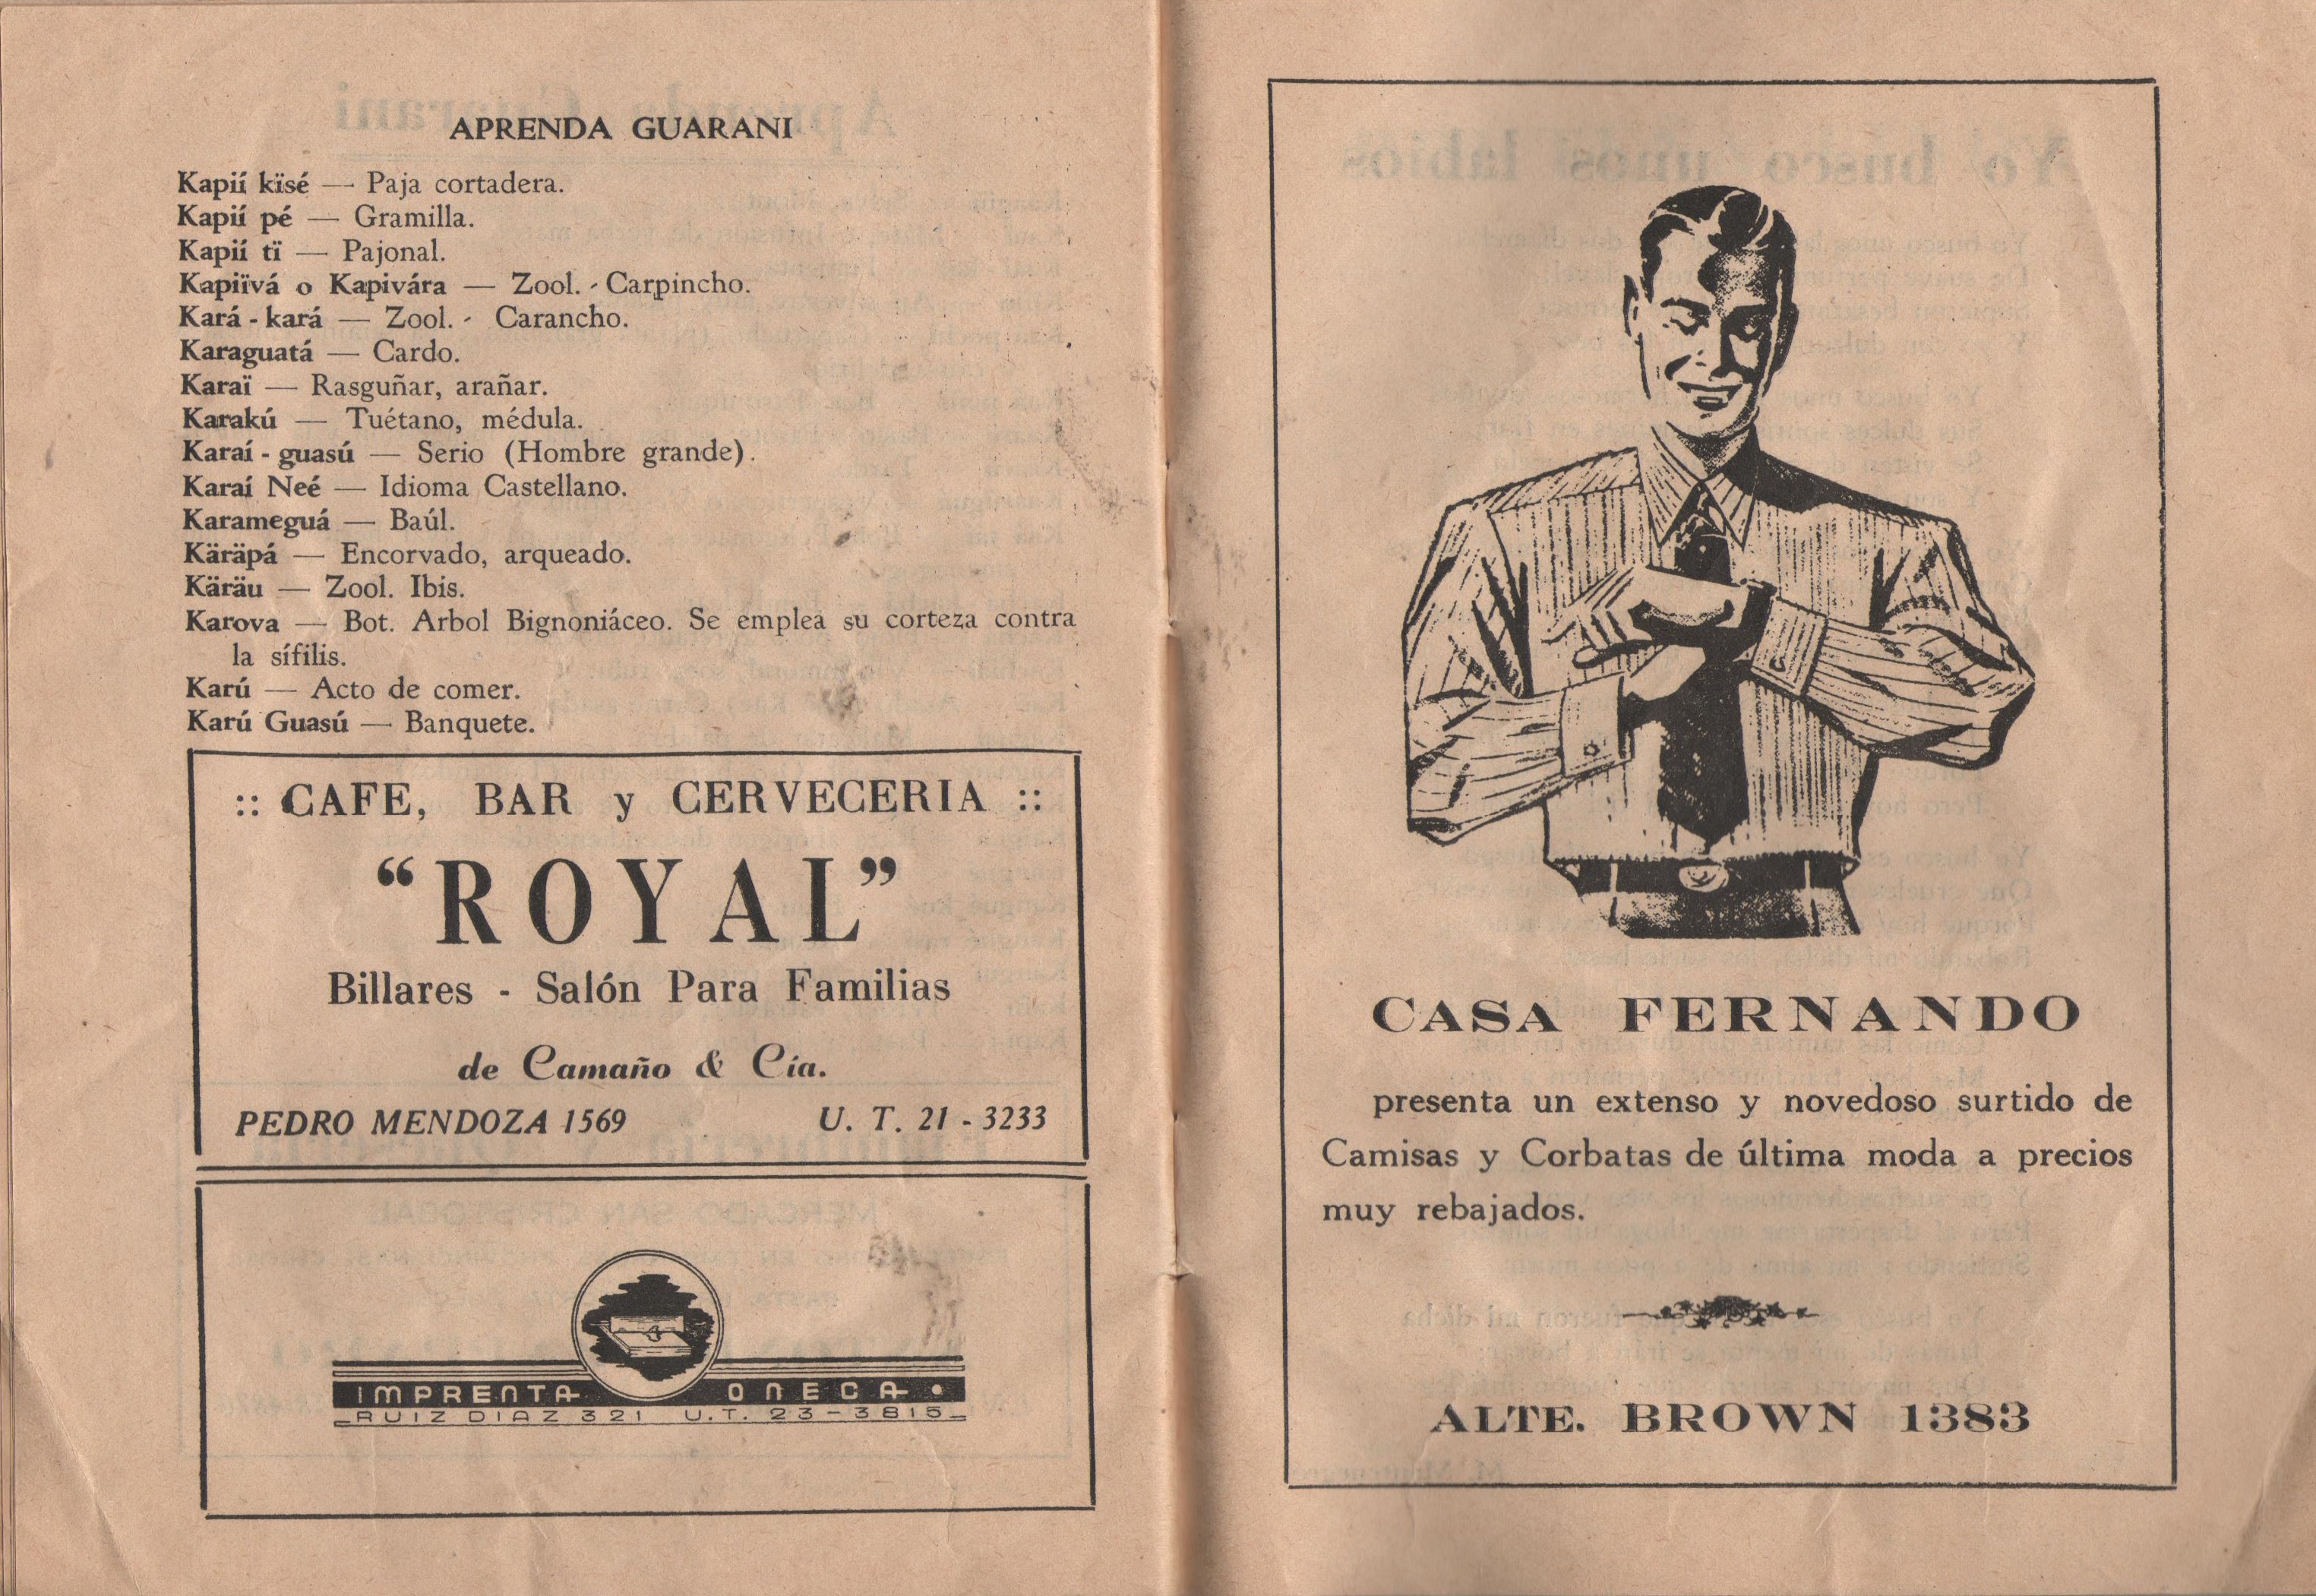 APRENDA GUARANI
Kapií kïsé — Paja cortadera.
Kapií pé — Gramilla.
Kapií tï — Pajonal.
Kapiïvá o Kapivára — Zool. - Carpincho.
Kará - kará — Zool. - Carancho.
Karaguatá — Cardo.
Karaï — Rasguñar, arañar.
Karakú — Tuétano, médula.
Karaí - guasú — Serio (Hombre grande).
Karaí Neé — Idioma Castellano.
Karameguá — Baúl.
Käräpá — Encorvado, arqueado.
Käräu — Zool. Ibis.
Karova — Bot. Arbol Bignoniáceo. Se emplea su corteza contra
la sífilis.
Karú — Acto de comer.
Karú Guasú — Banquete.
:: CAFE, BAR y CERVECERIA ::
“ROYAL”
Billares - Salón Para Familias
de Camaño & Cía.
PEDRO MENDOZA 1569 U. T. 21 - 3233
IMPRENTA ONECA •
RUIZ DIAZ 321 U.T. 23-3815
CASA FERNANDO
presenta un extenso y novedoso surtido de
Camisas y Corbatas de última moda a precios
muy rebajados.
ALTE. BROWN 1383